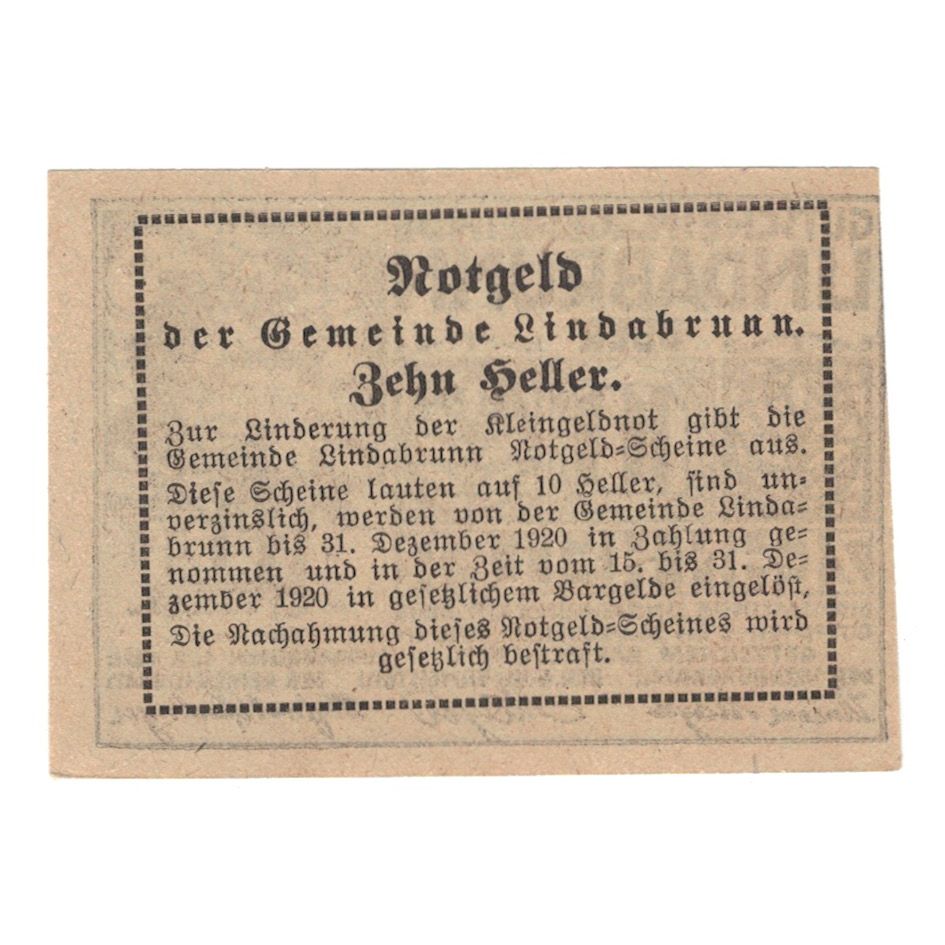 Notgeld
der Gemeinde Lindabrunn.
Zehn Heller.
Zur Linderung der Kleingeldnot gibt die
Gemeinde Lindabrunn Notgeld=Scheine aus.
Diese Scheine lauten auf 10 Heller, sind un=
verzinslich, werden von der Gemeinde Linda=
brunn bis 31. Dezember 1920 in Zahlung ge=
nommen und in der Zeit vom 15. bis 31. De=
zember 1920 in gesetzlichem Bargelde eingelöst,
Die Nachahmung dieses Notgeld=Scheines wird
gesetzlich bestraft.